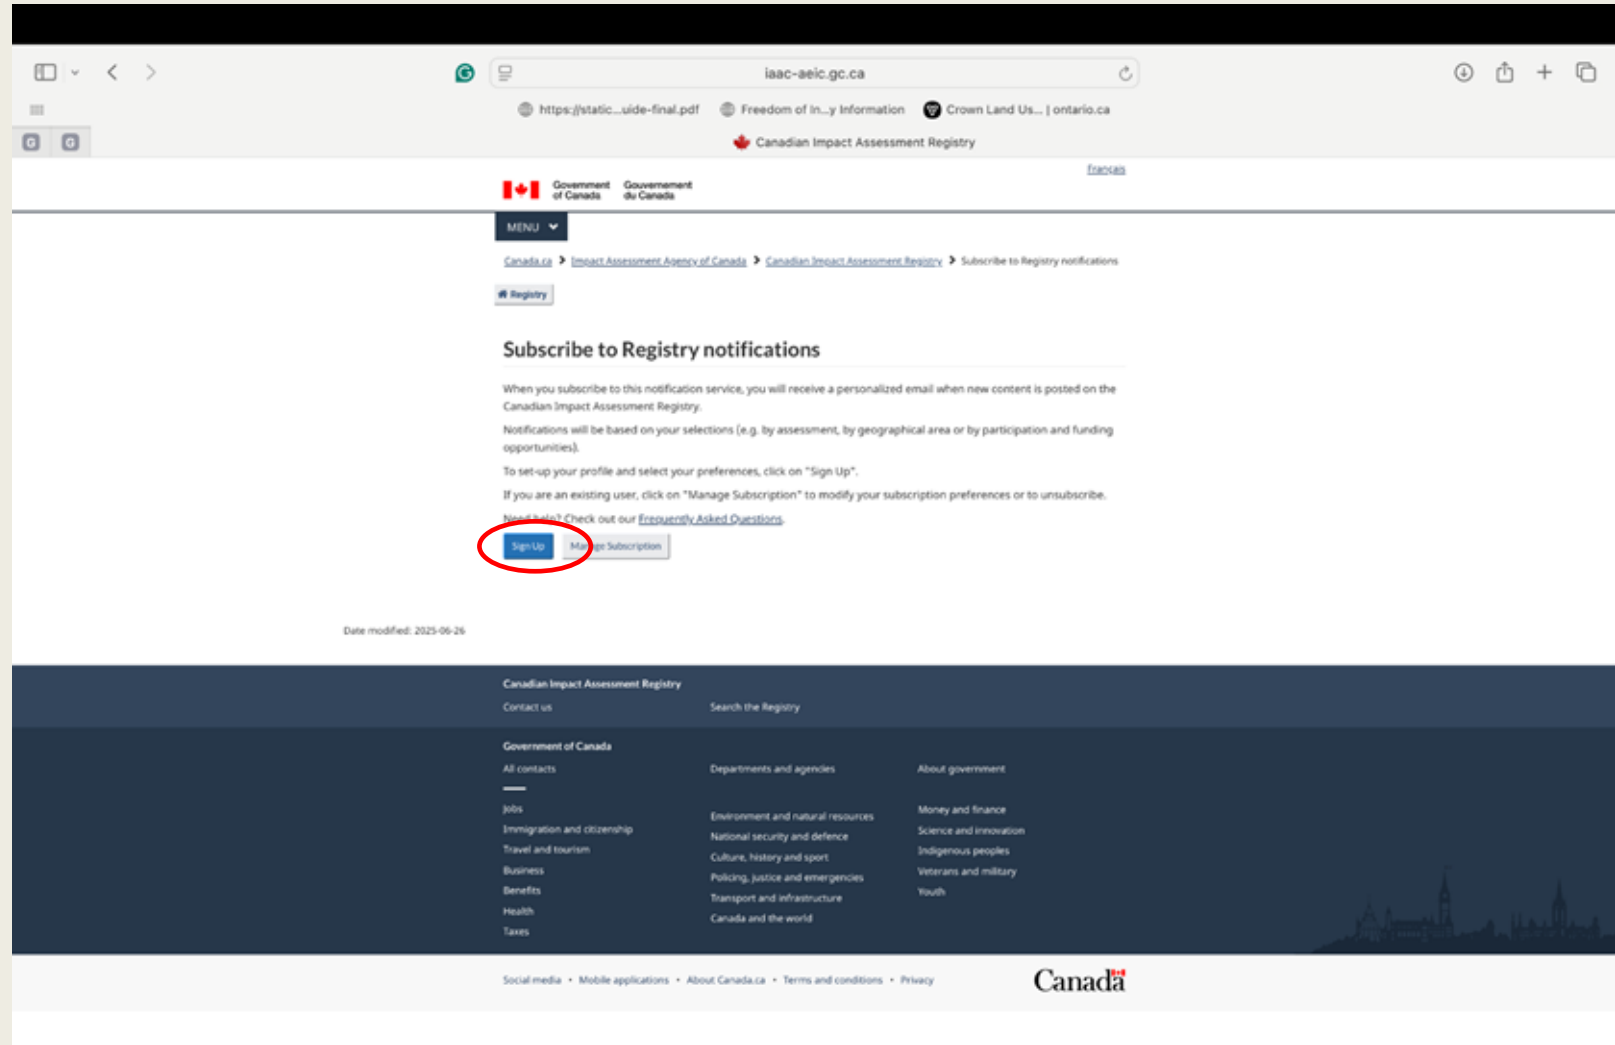 iaac-aeic.gc.ca
https://static...uide-final.pdf
Freedom of In...y Information
Crown Land Us... | ontario.ca
G G
Canadian Impact Assessment Registry
français
Government of Canada
Gouvernement du Canada
MENU
Canada.ca > Impact Assessment Agency of Canada > Canadian Impact Assessment Registry > Subscribe to Registry notifications
Registry
Subscribe to Registry notifications
When you subscribe to this notification service, you will receive a personalized email when new content is posted on the
Canadian Impact Assessment Registry.
Notifications will be based on your selections (e.g. by assessment, by geographical area or by participation and funding
opportunities).
To set-up your profile and select your preferences, click on "Sign Up".
If you are an existing user, click on "Manage Subscription" to modify your subscription preferences or to unsubscribe.
Need help? Check out our Frequently Asked Questions.
Sign Up
Manage Subscription
Date modified: 2025-06-26
Canadian Impact Assessment Registry
Contact us
Search the Registry
Government of Canada
All contacts
Departments and agencies
About government
Jobs
Immigration and citizenship
Travel and tourism
Business
Benefits
Health
Taxes
Environment and natural resources
National security and defence
Culture, history and sport
Policing, justice and emergencies
Transport and infrastructure
Canada and the world
Money and finance
Science and innovation
Indigenous peoples
Veterans and military
Youth
Social media • Mobile applications • About Canada.ca • Terms and conditions • Privacy
Canada